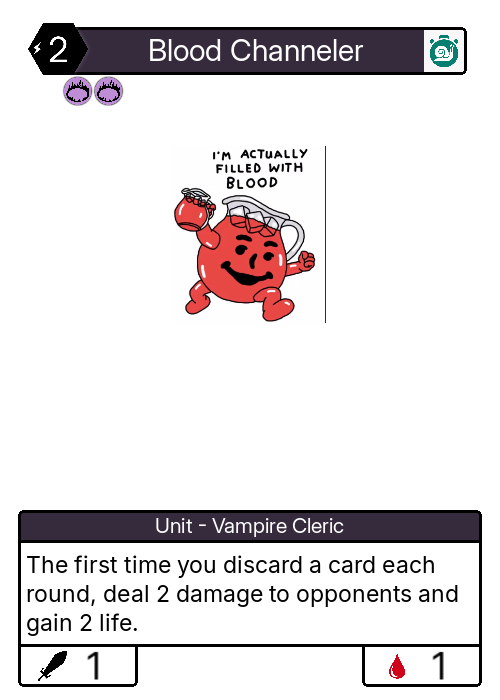 2 Blood Channeler
I'M ACTUALLY
FILLED WITH
BLOOD
Unit - Vampire Cleric
The first time you discard a card each
round, deal 2 damage to opponents and
gain 2 life.
1 1